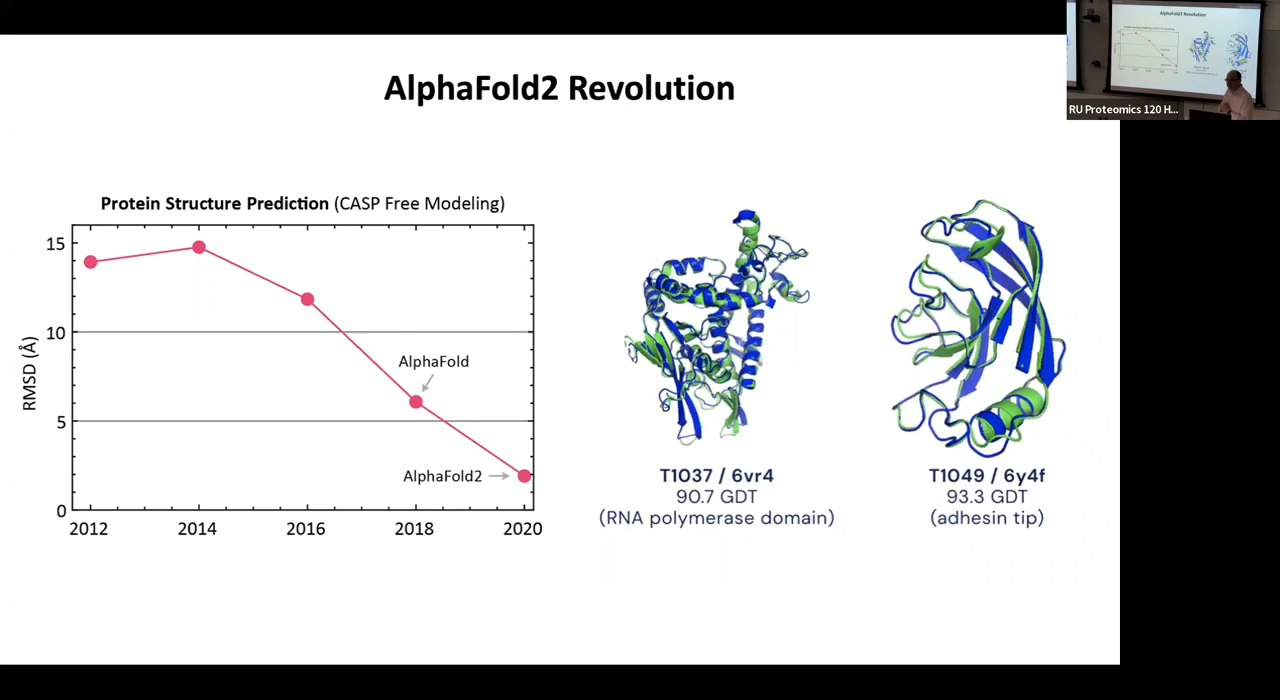 AlphaFold2 Revolution
Protein Structure Prediction (CASP Free Modeling)
RMSD (Å)
15
10
5
0
AlphaFold
AlphaFold2
2012
2014
2016
2018
2020
T1037 / 6vr4
90.7 GDT
(RNA polymerase domain)
T1049 / 6y4f
93.3 GDT
(adhesin tip)
AlphaFold2 Revolution
RU Proteomics 120 H...